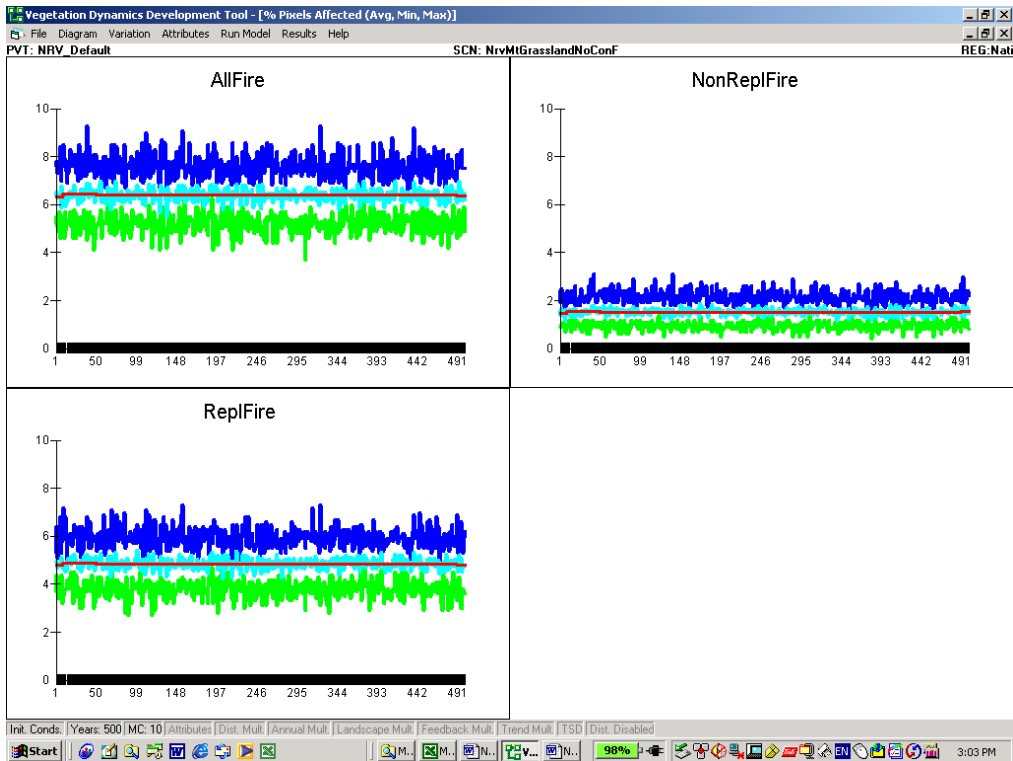 Vegetation Dynamics Development Tool - [% Pixels Affected (Avg, Min, Max)]
File Diagram Variation Attributes Run Model Results Help
PVT: NRV_Default SCN: NrvMtGrasslandNoConF REG:Nati
AllFire
10
8
6
4
2
0
1 50 99 148 197 246 295 344 393 442 491
NonReplFire
10
8
6
4
2
0
1 50 99 148 197 246 295 344 393 442 491
ReplFire
10
8
6
4
2
0
1 50 99 148 197 246 295 344 393 442 491
Init. Conds. Years: 500 MC: 10 Attributes Dist. Mult Annual Mult Landscape Mult Feedback Mult Trend Mult TSD Dist. Disabled
Start M.. M.. N.. V... N.. 98% EN 3:03 PM